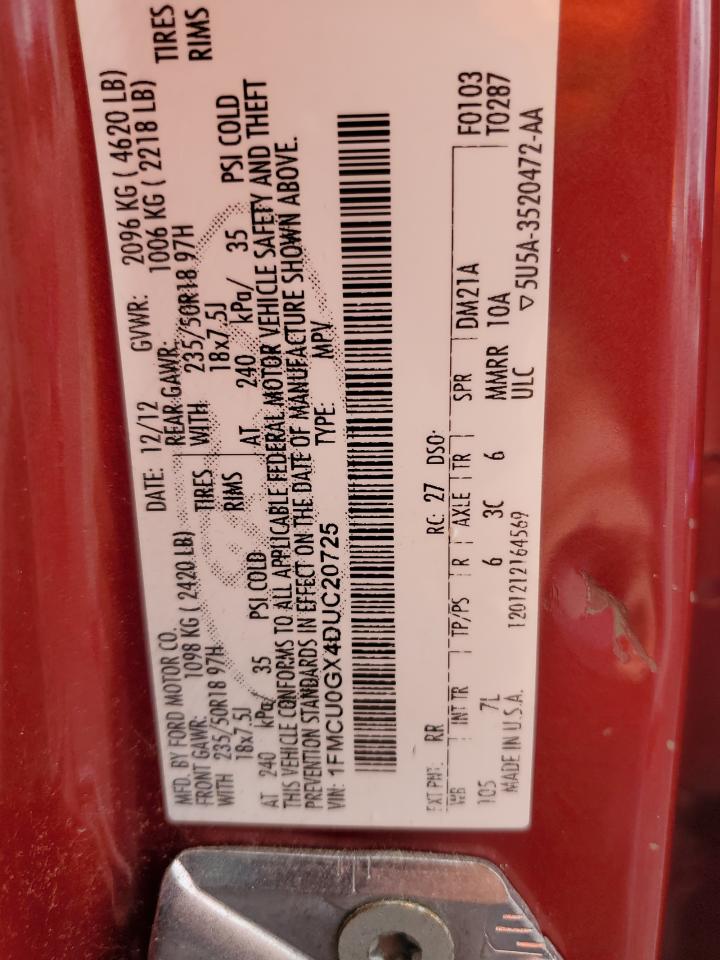 MFD. BY FORD MOTOR CO.
DATE: 12/12 GVWR: 2096 KG ( 4620 LB)
FRONT GAWR: 1098 KG ( 2420 LB) REAR GAWR: 1006 KG ( 2218 LB)
WITH 235/50R18 97H TIRES WITH 235/50R18 97H TIRES
18x7.5J RIMS 18x7.5J RIMS
AT 240 kPa/ 35 PSI COLD AT 240 kPa/ 35 PSI COLD
THIS VEHICLE CONFORMS TO ALL APPLICABLE FEDERAL MOTOR VEHICLE SAFETY AND THEFT
PREVENTION STANDARDS IN EFFECT ON THE DATE OF MANUFACTURE SHOWN ABOVE.
VIN: 1FMCU0GX4DUC20725 TYPE: MPV
EXT PNT: RR RC: 27 DSO: F0103
WB INT TR TP/PS R AXLE TR SPR DM21A T0287
105 7L 6 3C 6 MMRR 10A
MADE IN U.S.A. 1201212164569 ULC ▽5U5A-3520472-AA